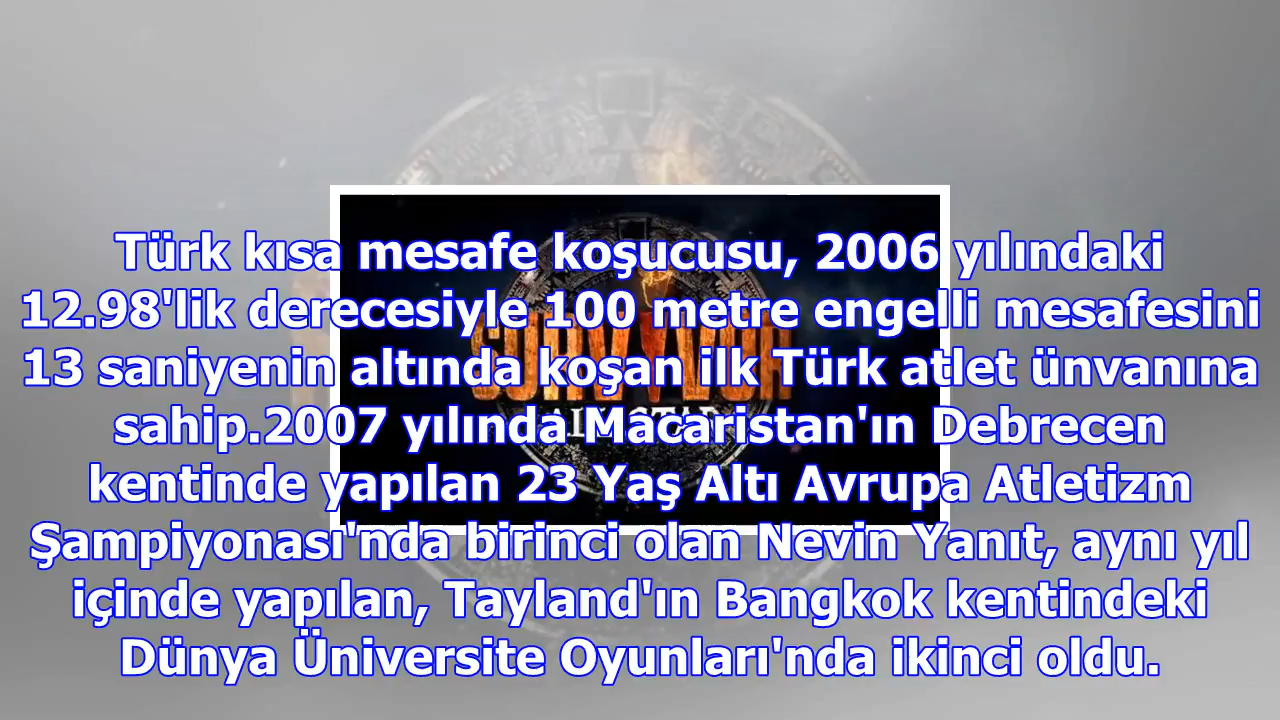 Türk kısa mesafe koşucusu, 2006 yılındaki
12.98'lik derecesiyle 100 metre engelli mesafesini
13 saniyenin altında koşan ilk Türk atlet ünvanına
sahip.2007 yılında Macaristan'ın Debrecen
kentinde yapılan 23 Yaş Altı Avrupa Atletizm
Şampiyonası'nda birinci olan Nevin Yanıt, aynı yıl
içinde yapılan, Tayland'ın Bangkok kentindeki
Dünya Üniversite Oyunları'nda ikinci oldu.
SURVIVOR